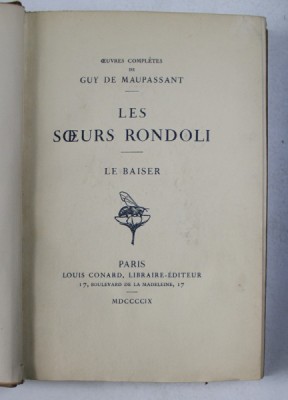 ŒUVRES COMPLÈTES
DE
GUY DE MAUPASSANT
LES
SŒURS RONDOLI
LE BAISER
PARIS
LOUIS CONARD, LIBRAIRE-ÉDITEUR
17, BOULEVARD DE LA MADELEINE, 17
MDCCCCIX